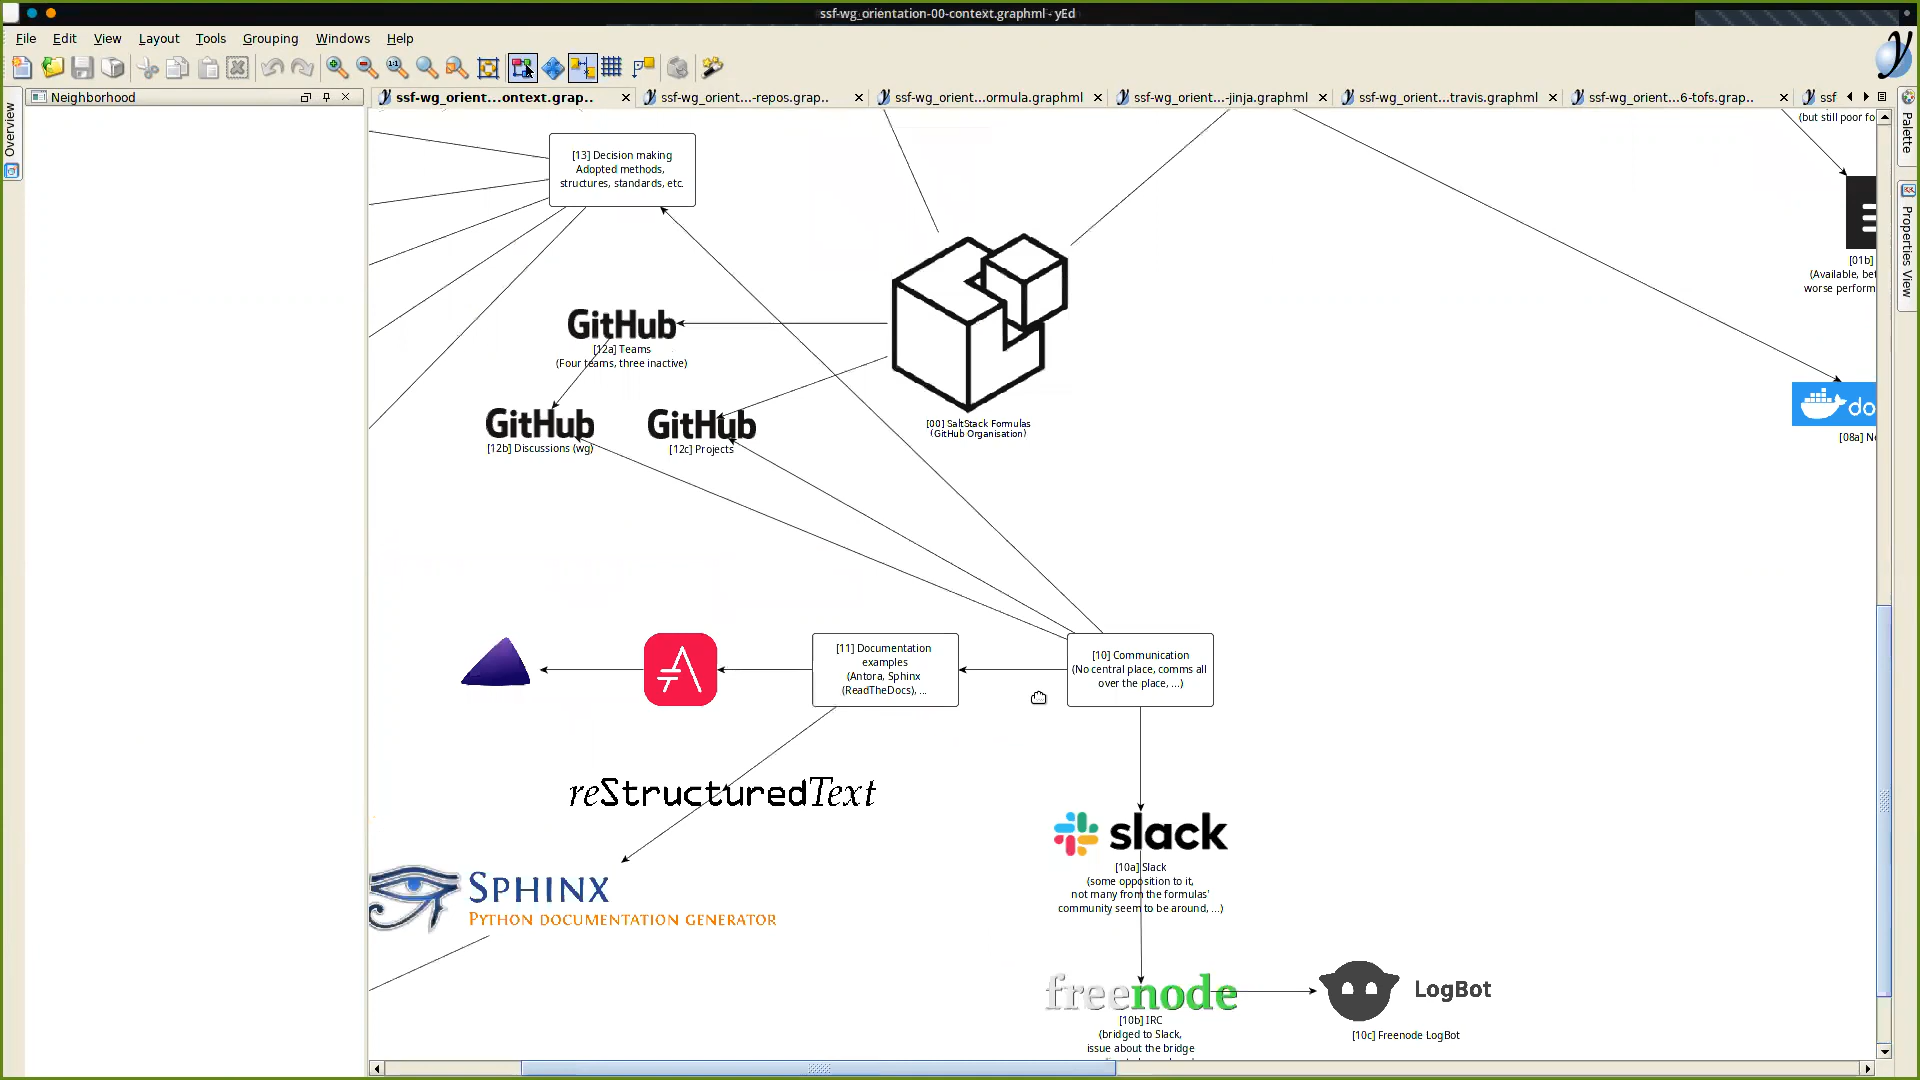 ssf-wg_orientation-00-context.graphml - yEd
File Edit View Layout Tools Grouping Windows Help
Neighborhood
Overview
ssf-wg_orient...ontext.grap..
ssf-wg_orient...-repos.grap..
ssf-wg_orient...ormula.graphml
ssf-wg_orient...-jinja.graphml
ssf-wg_orient...travis.graphml
ssf-wg_orient...6-tofs.grap..
ssf
Palette
Properties View
(but still poor fo
[13] Decision making
Adopted methods,
structures, standards, etc.
[01b]
(Available, bet
worse perform
GitHub
[12a] Teams
(Four teams, three inactive)
GitHub
[12b] Discussions (wg)
GitHub
[12c] Projects
[00] SaltStack Formulas
(GitHub Organisation)
do
[08a] N
[11] Documentation
examples
(Antora, Sphinx
(ReadTheDocs), ...
[10] Communication
(No central place, comms all
over the place, ...)
reStructuredText
SPHINX
PYTHON DOCUMENTATION GENERATOR
slack
[10a] Slack
(some opposition to it,
not many from the formulas'
community seem to be around, ...)
freenode
[10b] IRC
(bridged to Slack,
issue about the bridge
LogBot
[10c] Freenode LogBot